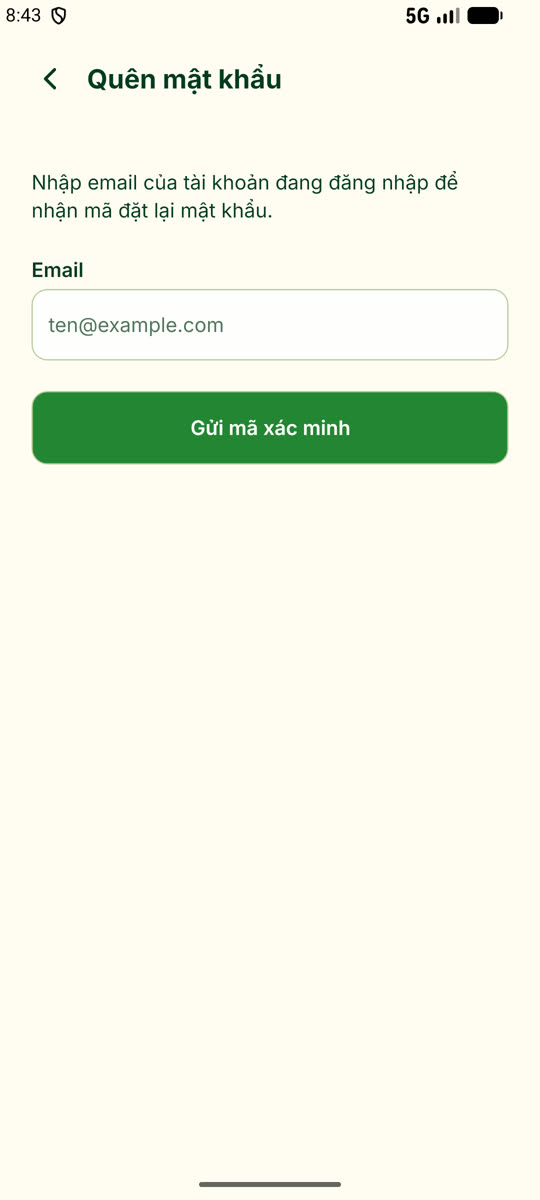 8:43
5G
Quên mật khẩu
Nhập email của tài khoản đang đăng nhập để
nhận mã đặt lại mật khẩu.
Email
ten@example.com
Gửi mã xác minh